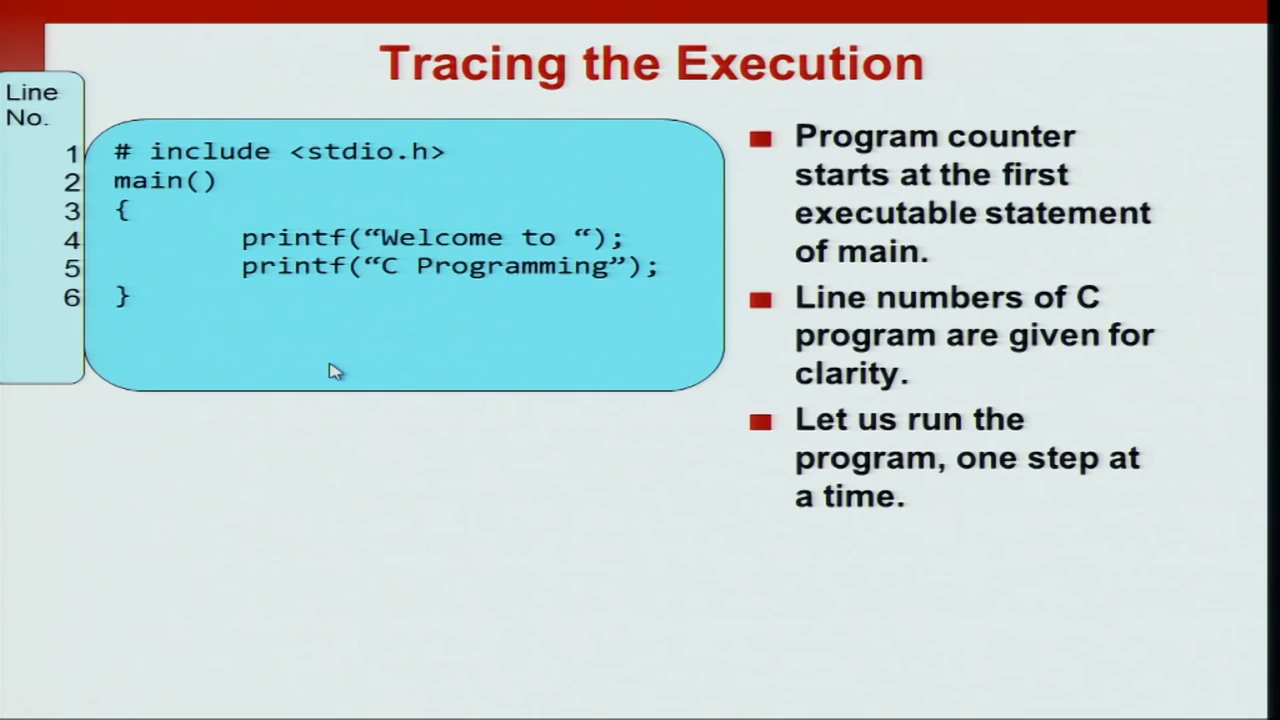 Tracing the Execution
Line
No.
1 # include <stdio.h>
2 main()
3 {
4 printf(“Welcome to “);
5 printf(“C Programming”);
6 }
Program counter
starts at the first
executable statement
of main.
Line numbers of C
program are given for
clarity.
Let us run the
program, one step at
a time.